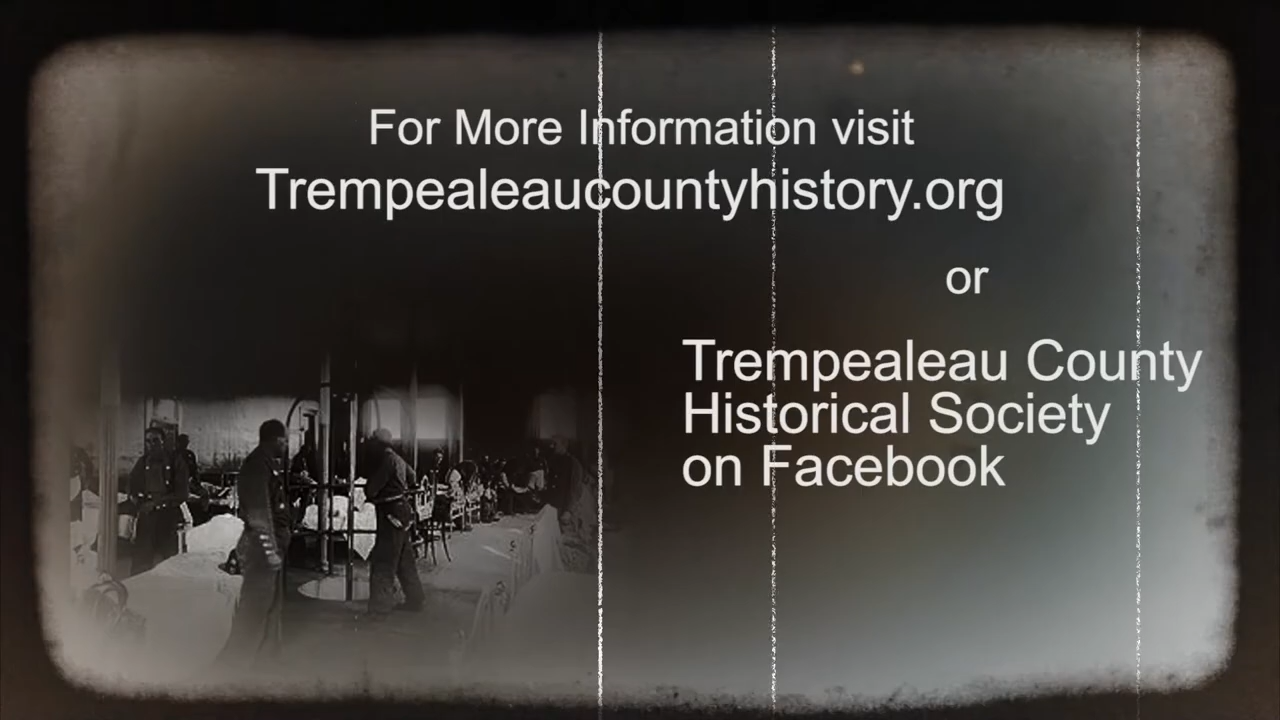 For More Information visit
Trempealeaucountyhistory.org
or
Trempealeau County
Historical Society
on Facebook